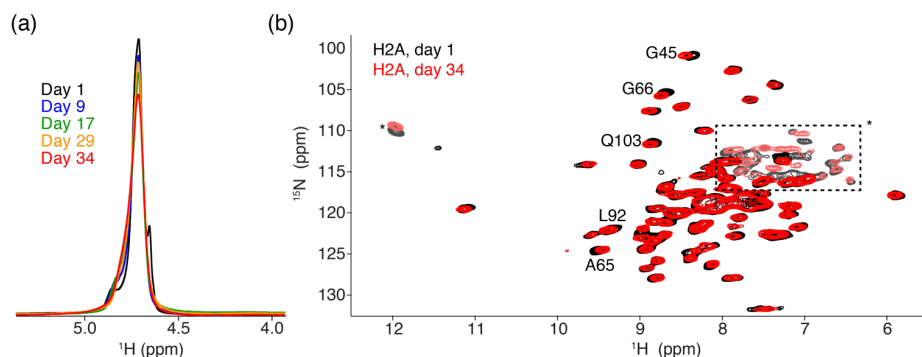 (a)
Day 1
Day 9
Day 17
Day 29
Day 34
5.0 4.5 4.0
¹H (ppm)
(b)
H2A, day 1
H2A, day 34
G45
G66
Q103
L92
A65
*
*
100
105
110
115
120
125
130
¹⁵N (ppm)
12 11 10 9 8 7 6
¹H (ppm)